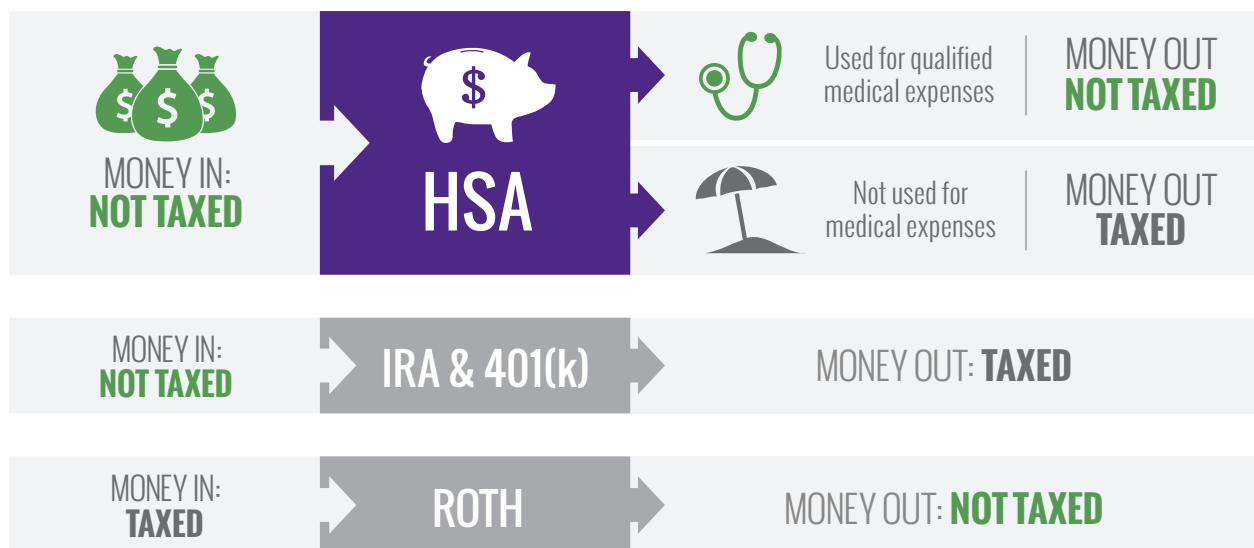 $ $ $
MONEY IN:
NOT TAXED
$
HSA
Used for qualified
medical expenses
MONEY OUT
NOT TAXED
Not used for
medical expenses
MONEY OUT
TAXED
MONEY IN:
NOT TAXED
IRA & 401(k)
MONEY OUT: TAXED
MONEY IN:
TAXED
ROTH
MONEY OUT: NOT TAXED